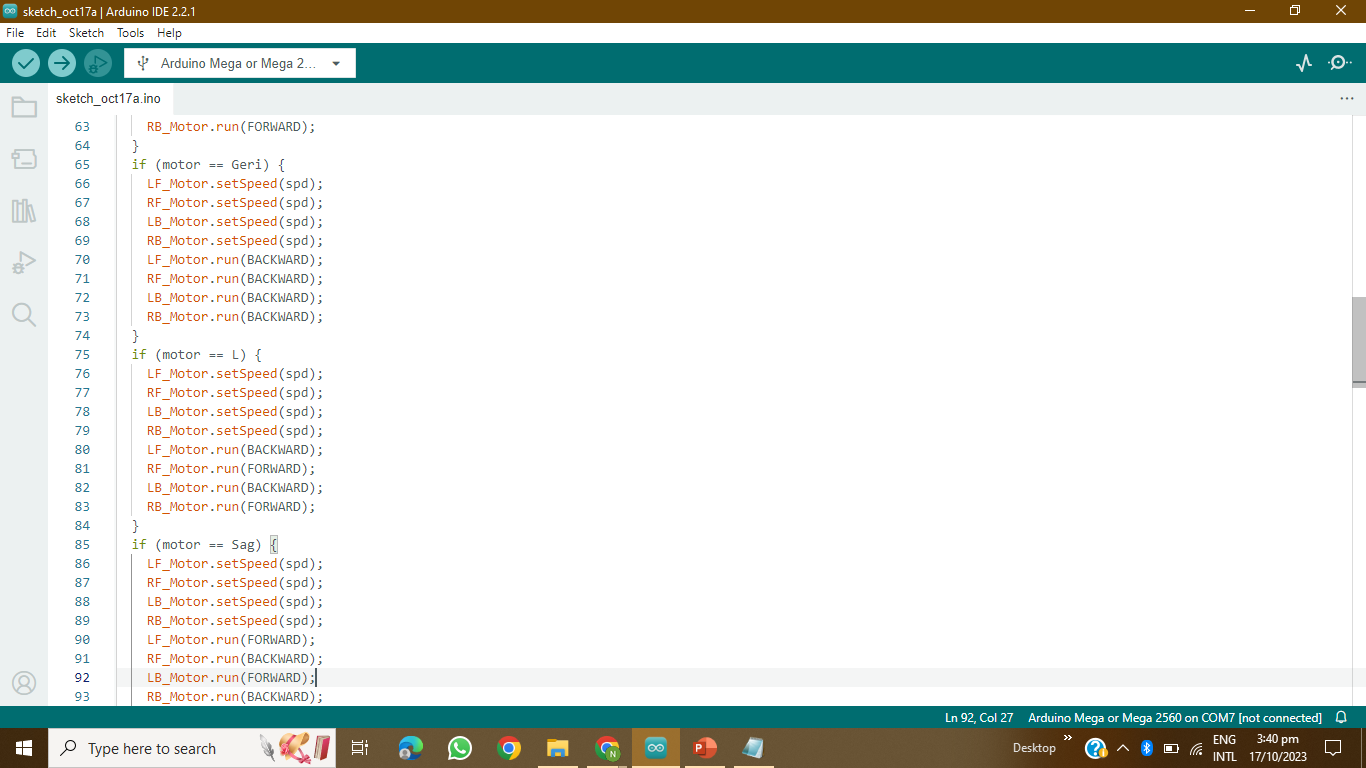 sketch_oct17a | Arduino IDE 2.2.1
File Edit Sketch Tools Help
Arduino Mega or Mega 2...
sketch_oct17a.ino
63 RB_Motor.run(FORWARD);
64 }
65 if (motor == Geri) {
66 LF_Motor.setSpeed(spd);
67 RF_Motor.setSpeed(spd);
68 LB_Motor.setSpeed(spd);
69 RB_Motor.setSpeed(spd);
70 LF_Motor.run(BACKWARD);
71 RF_Motor.run(BACKWARD);
72 LB_Motor.run(BACKWARD);
73 RB_Motor.run(BACKWARD);
74 }
75 if (motor == L) {
76 LF_Motor.setSpeed(spd);
77 RF_Motor.setSpeed(spd);
78 LB_Motor.setSpeed(spd);
79 RB_Motor.setSpeed(spd);
80 LF_Motor.run(BACKWARD);
81 RF_Motor.run(FORWARD);
82 LB_Motor.run(BACKWARD);
83 RB_Motor.run(FORWARD);
84 }
85 if (motor == Sag) {
86 LF_Motor.setSpeed(spd);
87 RF_Motor.setSpeed(spd);
88 LB_Motor.setSpeed(spd);
89 RB_Motor.setSpeed(spd);
90 LF_Motor.run(FORWARD);
91 RF_Motor.run(BACKWARD);
92 LB_Motor.run(FORWARD);
93 RB_Motor.run(BACKWARD);
Ln 92, Col 27 Arduino Mega or Mega 2560 on COM7 [not connected]
Type here to search
Desktop
ENG
INTL
3:40 pm
17/10/2023